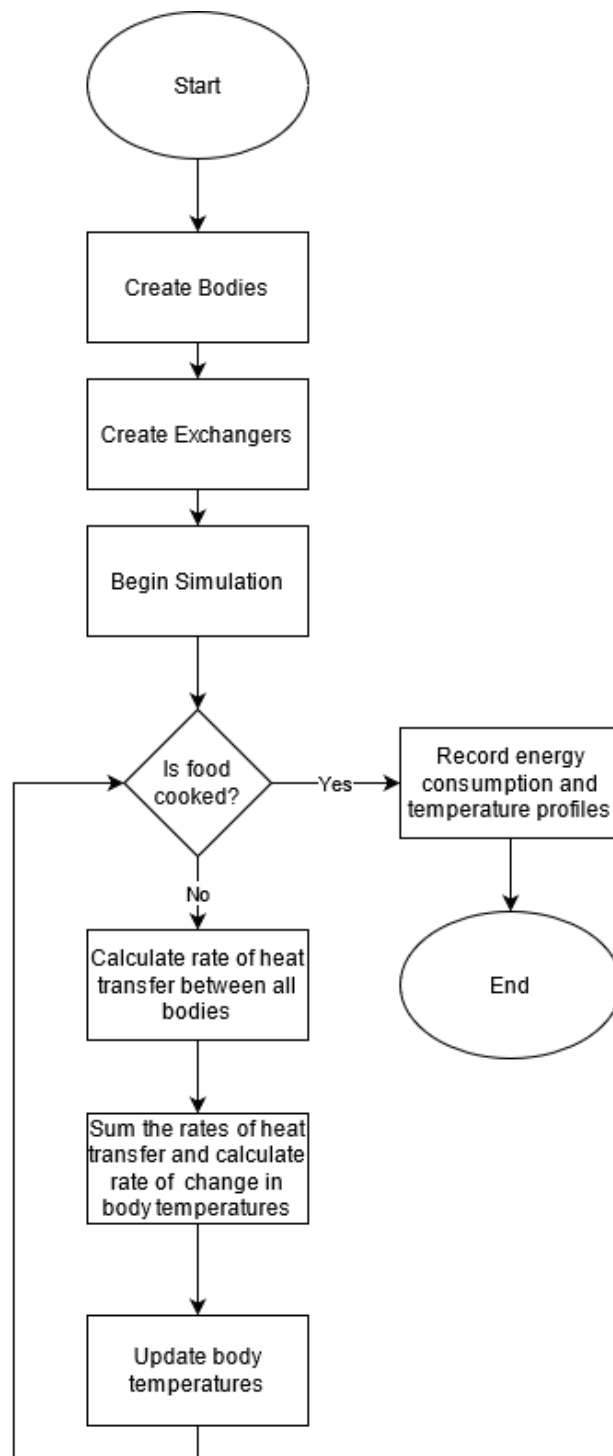 Start
Create Bodies
Create Exchangers
Begin Simulation
Is food
cooked?
Yes
Record energy
consumption and
temperature profiles
End
No
Calculate rate of heat
transfer between all
bodies
Sum the rates of heat
transfer and calculate
rate of change in
body temperatures
Update body
temperatures